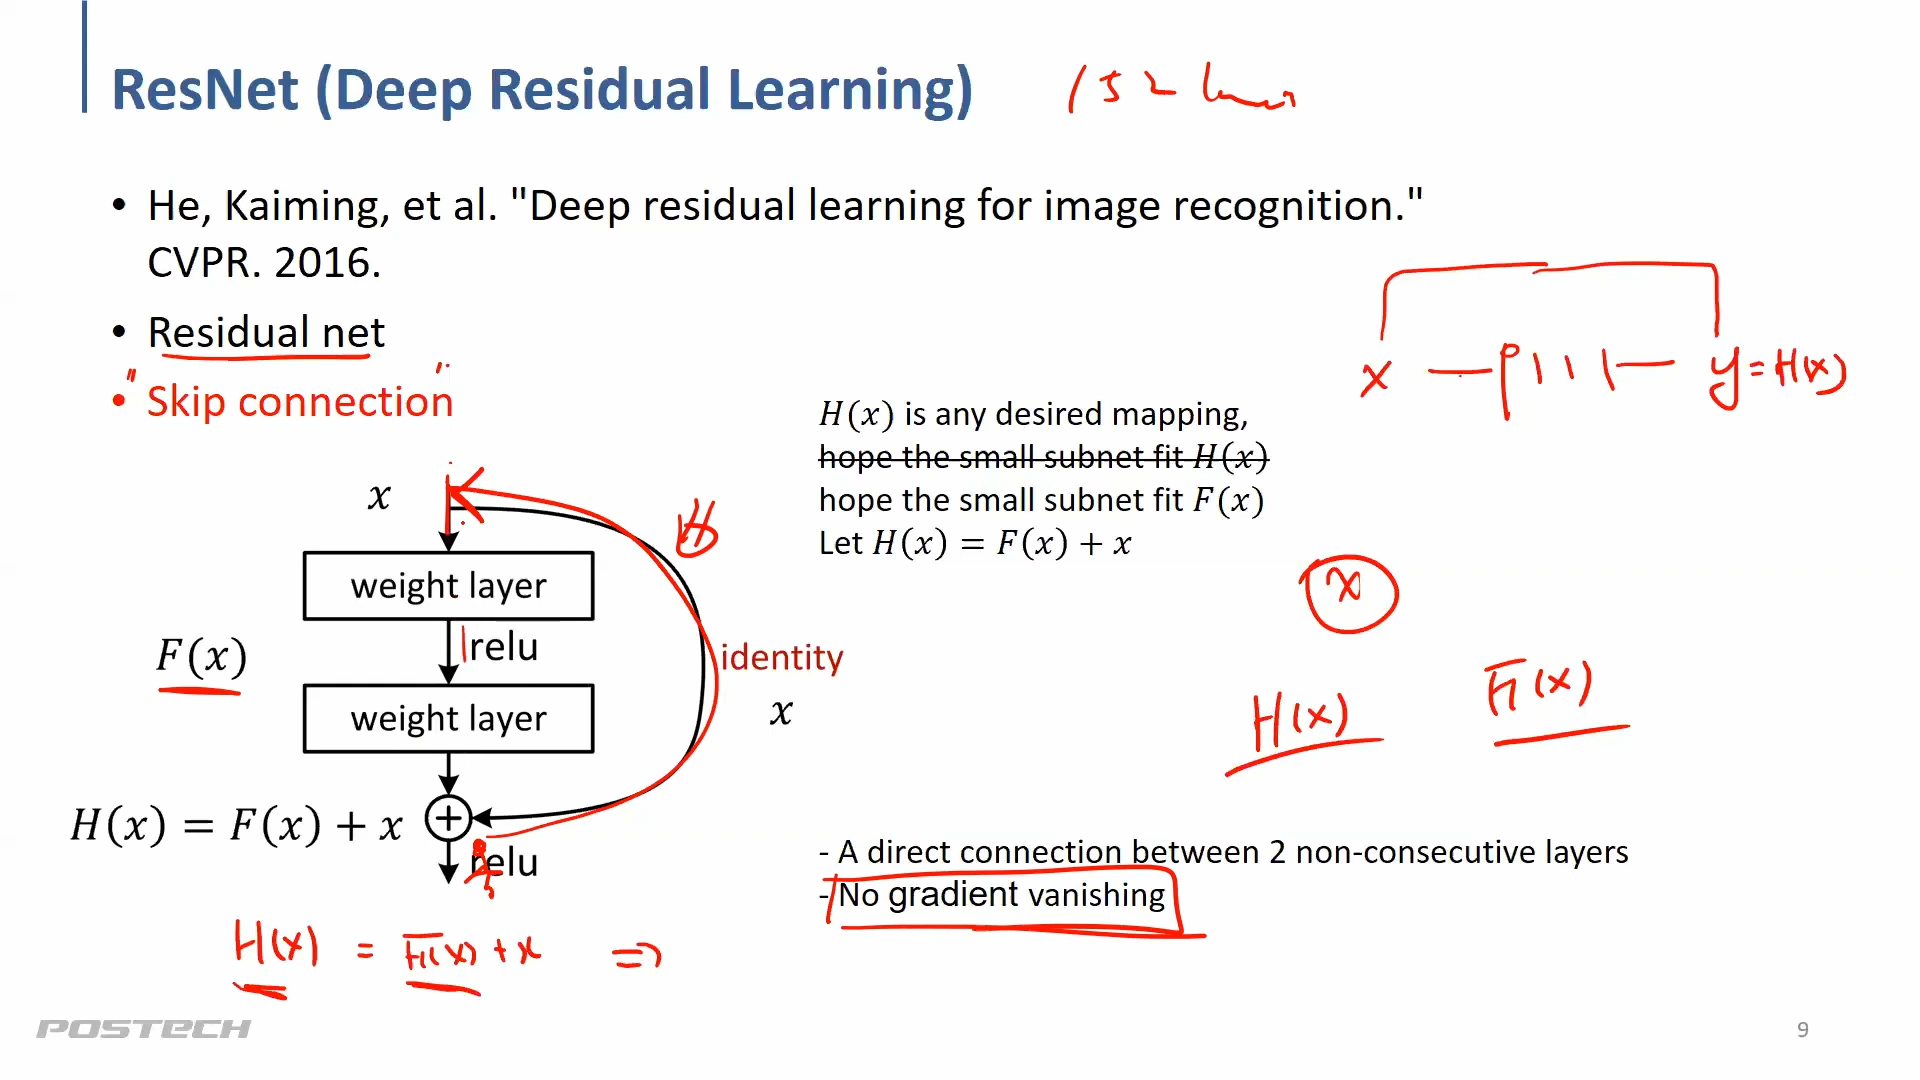 ResNet (Deep Residual Learning)
152
• He, Kaiming, et al. "Deep residual learning for image recognition."
CVPR. 2016.
• Residual net
• "Skip connection"
x y = H(x)
H(x) is any desired mapping,
hope the small subnet fit H(x)
hope the small subnet fit F(x)
Let H(x) = F(x) + x
x
weight layer
relu
F(x)
weight layer
identity
x
H(x) = F(x) + x
+
relu
x
H(x) F(x)
- A direct connection between 2 non-consecutive layers
- No gradient vanishing
H(x) = F(x) + x ⇒
POSTECH
9